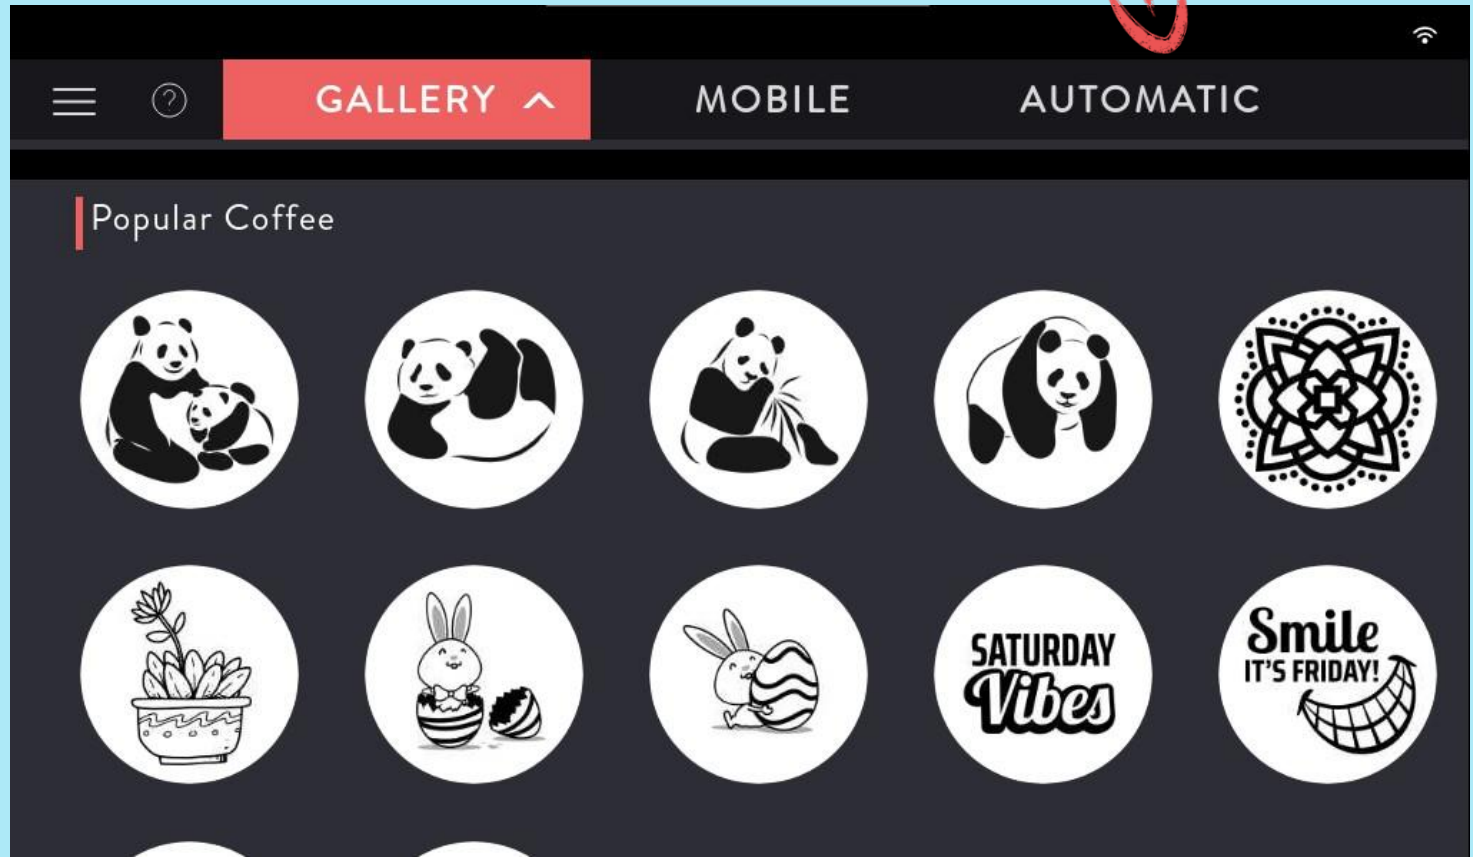 GALLERY
MOBILE
AUTOMATIC
Popular Coffee
SATURDAY
Vibes
Smile
IT'S FRIDAY!